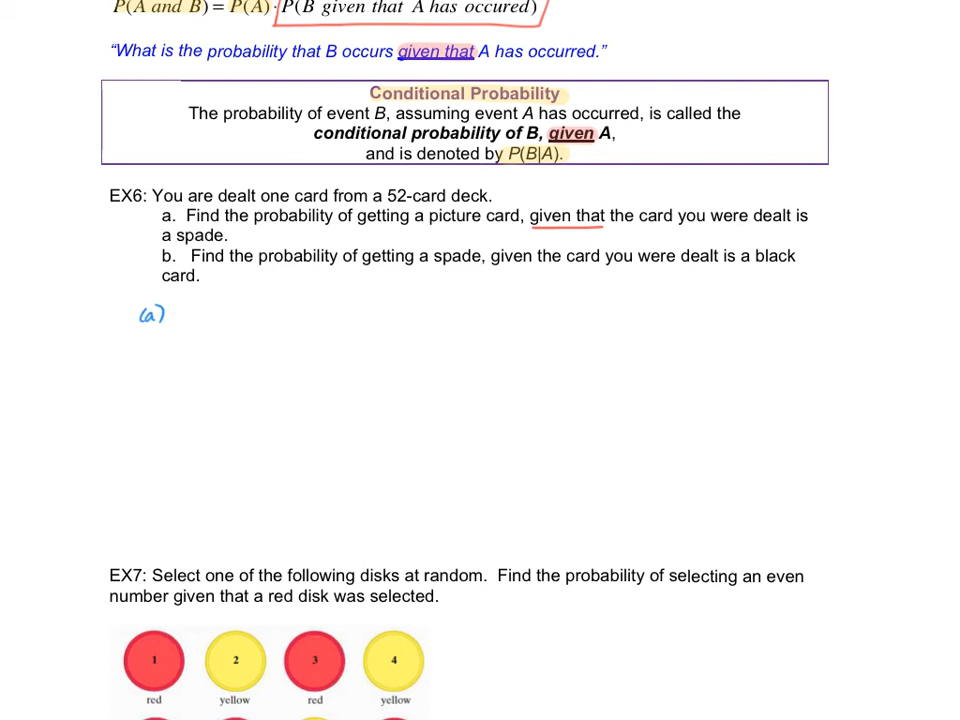 P(A and B) = P(A) · P(B given that A has occured)
“What is the probability that B occurs given that A has occurred.”
Conditional Probability
The probability of event B, assuming event A has occurred, is called the
conditional probability of B, given A,
and is denoted by P(B|A).
EX6: You are dealt one card from a 52-card deck.
a. Find the probability of getting a picture card, given that the card you were dealt is
a spade.
b. Find the probability of getting a spade, given the card you were dealt is a black
card.
(a)
EX7: Select one of the following disks at random. Find the probability of selecting an even
number given that a red disk was selected.
1 2 3 4
red yellow red yellow